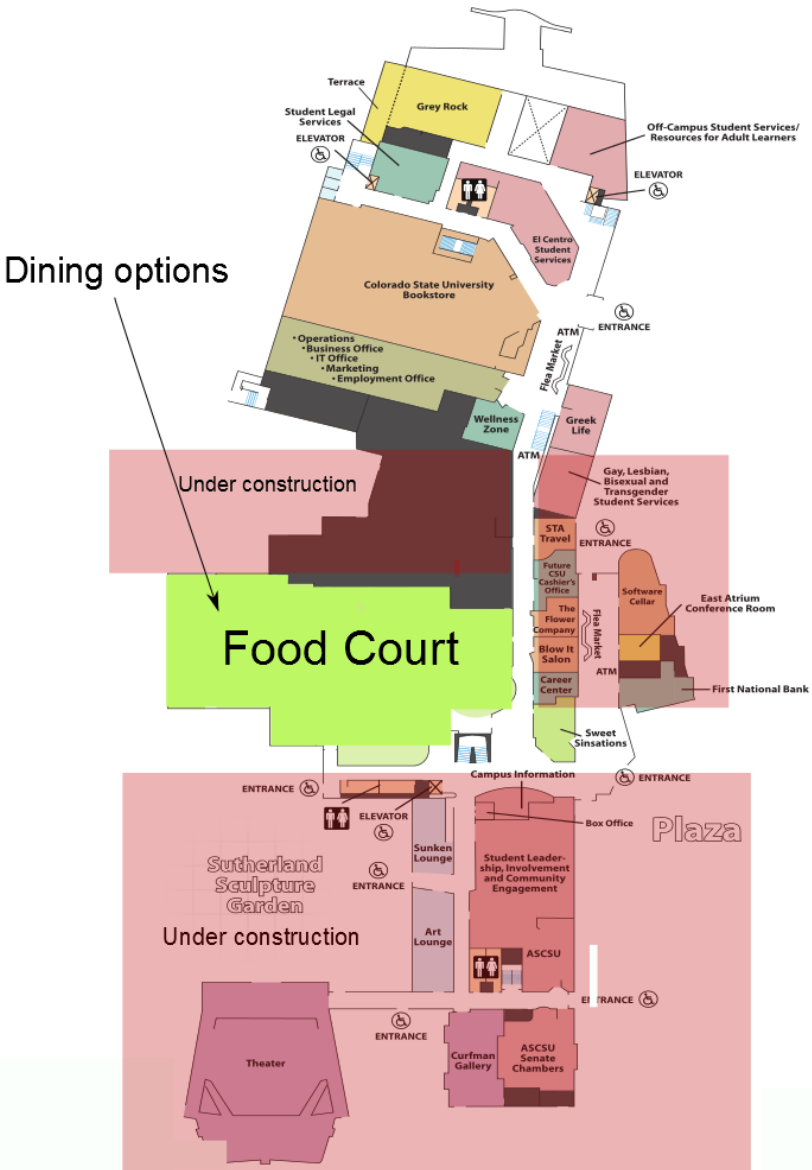 Terrace
Grey Rock
Student Legal
Services
ELEVATOR
Off-Campus Student Services/
Resources for Adult Learners
ELEVATOR
El Centro
Student
Services
Dining options
Colorado State University
Bookstore
ATM
ENTRANCE
•Operations
•Business Office
•IT Office
•Marketing
•Employment Office
Flea Market
Wellness
Zone
Greek
Life
ATM
Under construction
Gay, Lesbian,
Bisexual and
Transgender
Student Services
STA
Travel
ENTRANCE
Future
CSU
Cashier's
Office
Software
Cellar
East Atrium
Conference Room
The
Flower
Company
Flea Market
Food Court
Blow It
Salon
ATM
Career
Center
First National Bank
Sweet
Sinsations
Campus Information
ENTRANCE
ENTRANCE
ELEVATOR
Box Office
Plaza
Sunken
Lounge
Student Leader-
ship, Involvement
and Community
Engagement
Sutherland
Sculpture
Garden
ENTRANCE
Under construction
Art
Lounge
ASCSU
ENTRANCE
ENTRANCE
Theater
Curfman
Gallery
ASCSU
Senate
Chambers